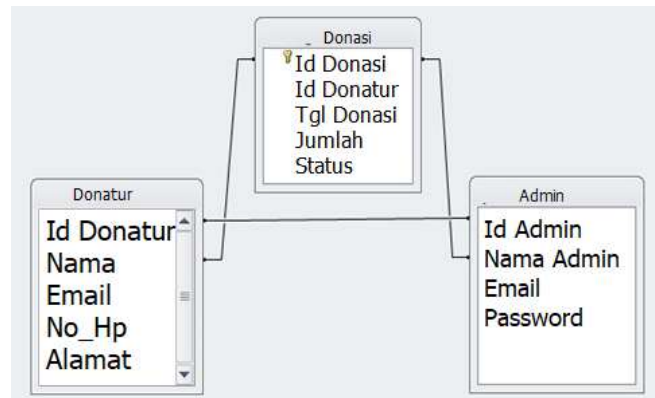 Donasi
Id Donasi
Id Donatur
Tgl Donasi
Jumlah
Status
Donatur
Id Donatur
Nama
Email
No_Hp
Alamat
Admin
Id Admin
Nama Admin
Email
Password